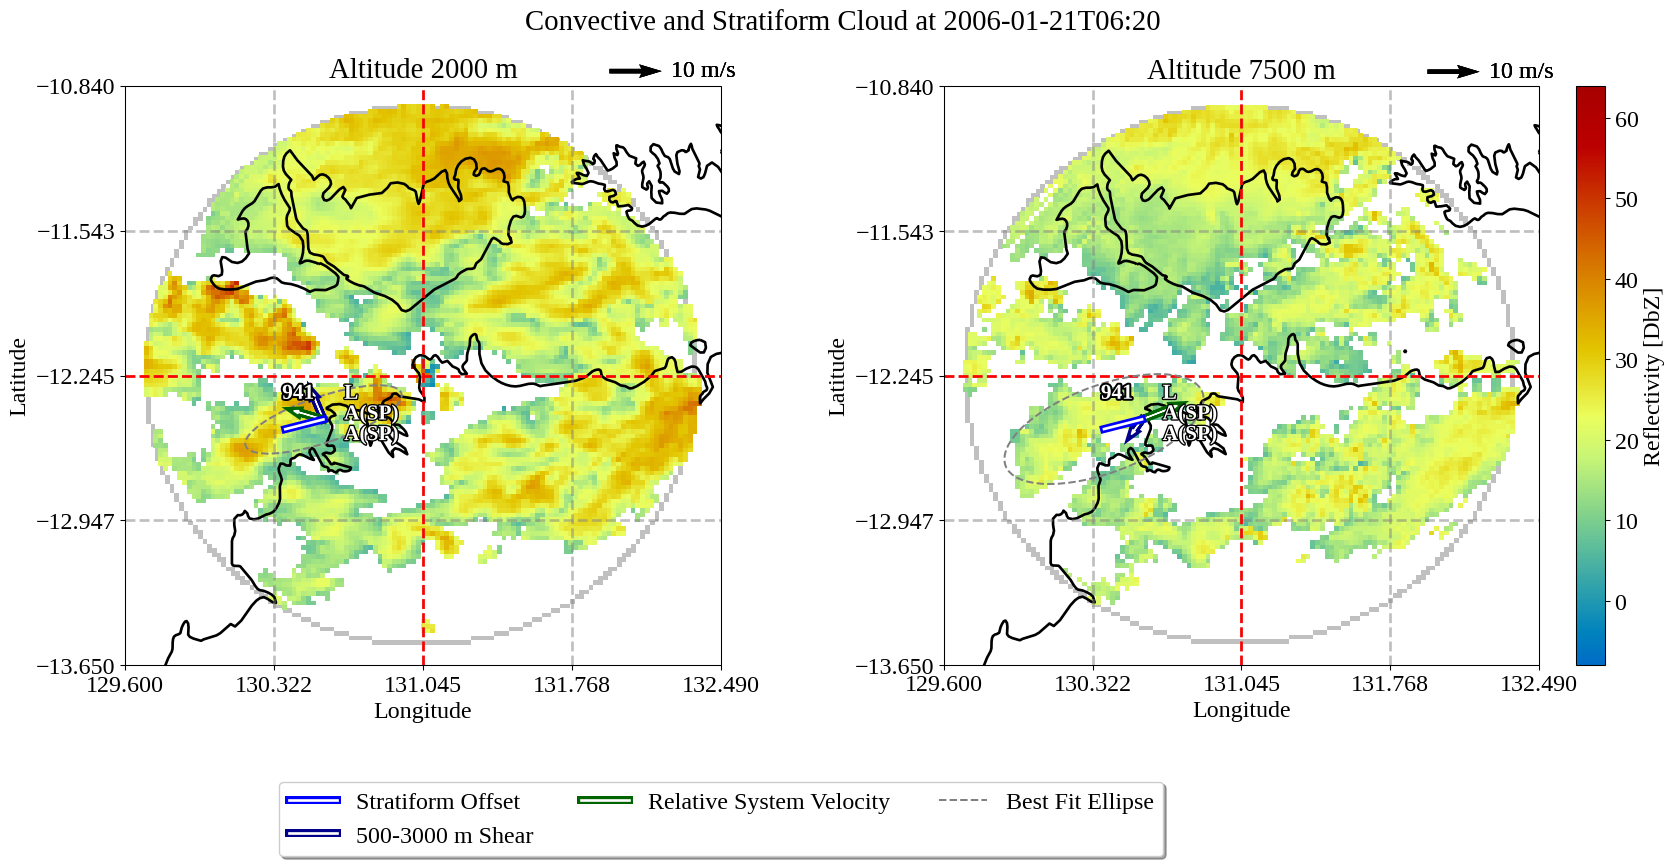 Convective and Stratiform Cloud at 2006-01-21T06:20
Altitude 2000 m
10 m/s
−10.840
−11.543
−12.245
−12.947
−13.650
129.600
130.322
131.045
131.768
132.490
Latitude
Longitude
941
L
A(SP)
A(SP)
Altitude 7500 m
10 m/s
−10.840
−11.543
−12.245
−12.947
−13.650
129.600
130.322
131.045
131.768
132.490
Latitude
Longitude
941
L
A(SP)
A(SP)
60
50
40
30
20
10
0
Reflectivity [DbZ]
Stratiform Offset
500-3000 m Shear
Relative System Velocity
Best Fit Ellipse